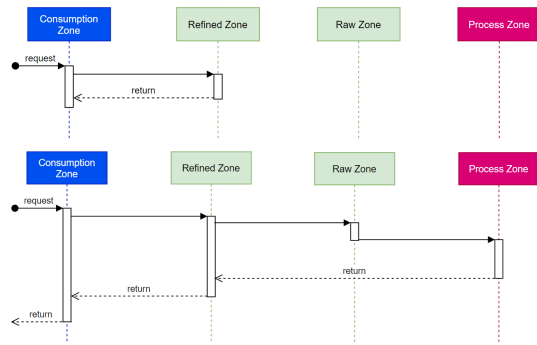 Consumption
Zone
Refined Zone
Raw Zone
Process Zone
request
return
Consumption
Zone
Refined Zone
Raw Zone
Process Zone
request
return
return
return